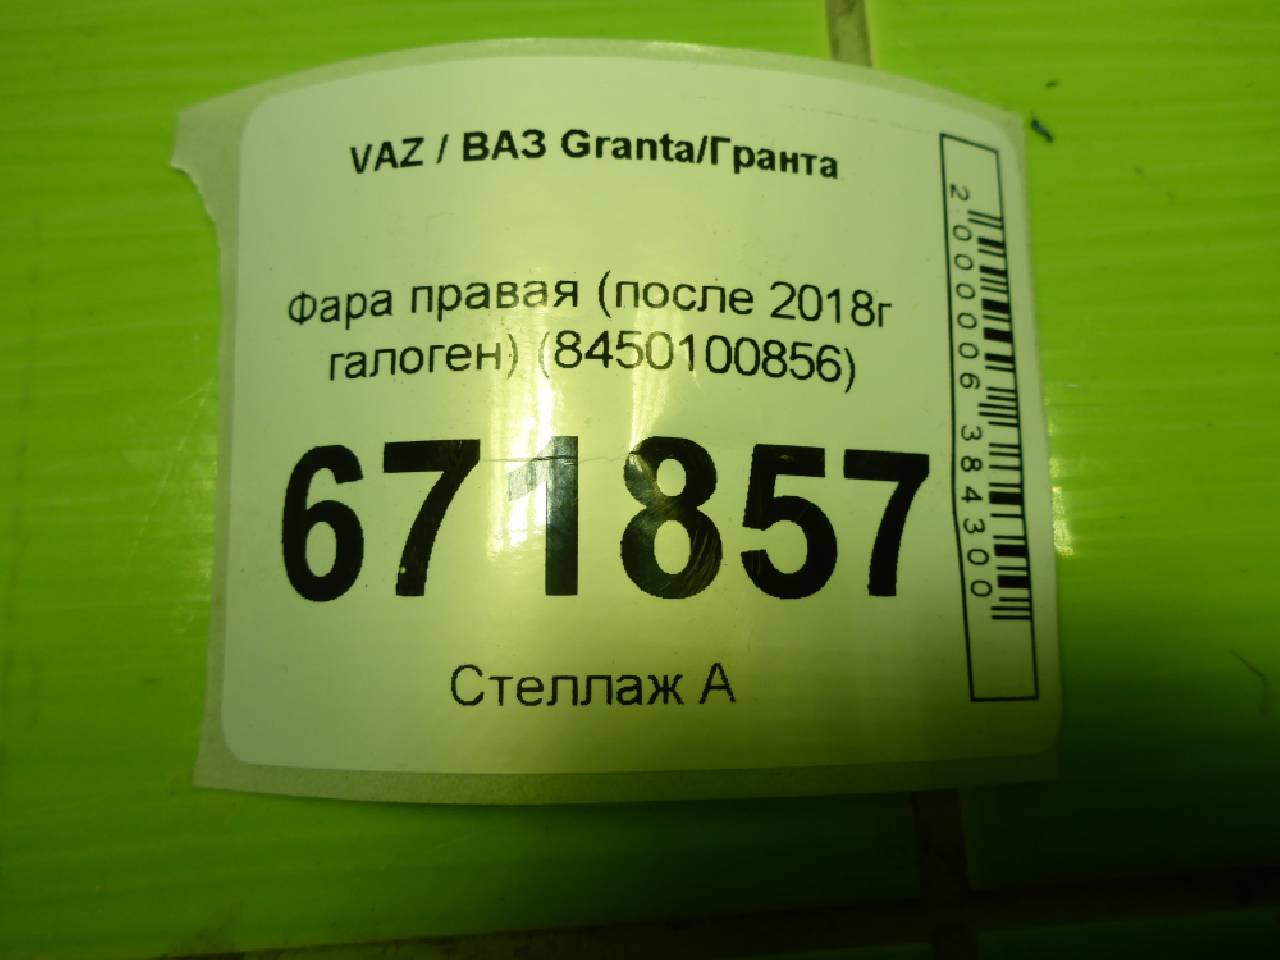 VAZ / ВАЗ Granta/Гранта
Фара правая (после 2018г
галоген) (8450100856)
671857
Стеллаж А
2000006384300